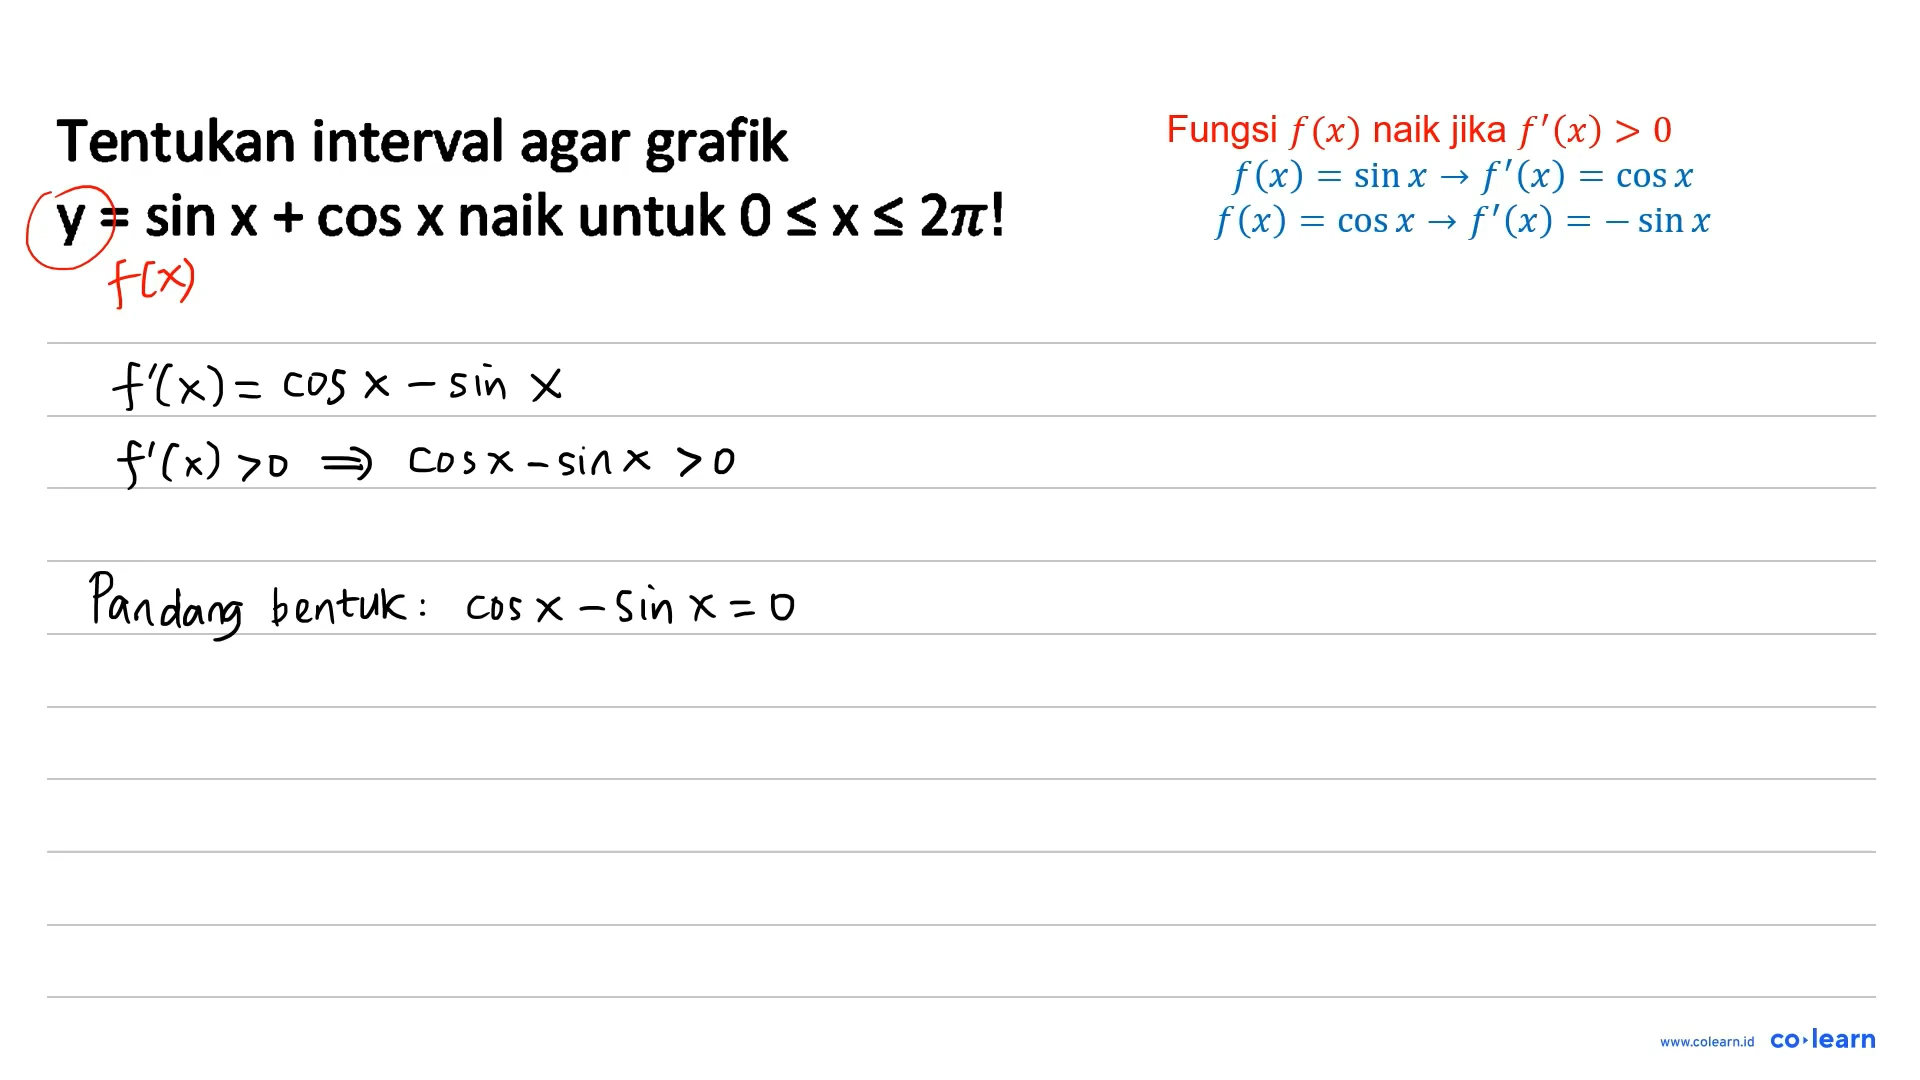 Tentukan interval agar grafik
y = sin x + cos x naik untuk 0 ≤ x ≤ 2π!
f(x)
Fungsi f(x) naik jika f'(x) > 0
f(x) = sin x → f'(x) = cos x
f(x) = cos x → f'(x) = − sin x
f'(x) = cos x − sin x
f'(x) > 0 ⇒ cos x − sin x > 0
Pandang bentuk: cos x − sin x = 0
www.colearn.id co▸learn